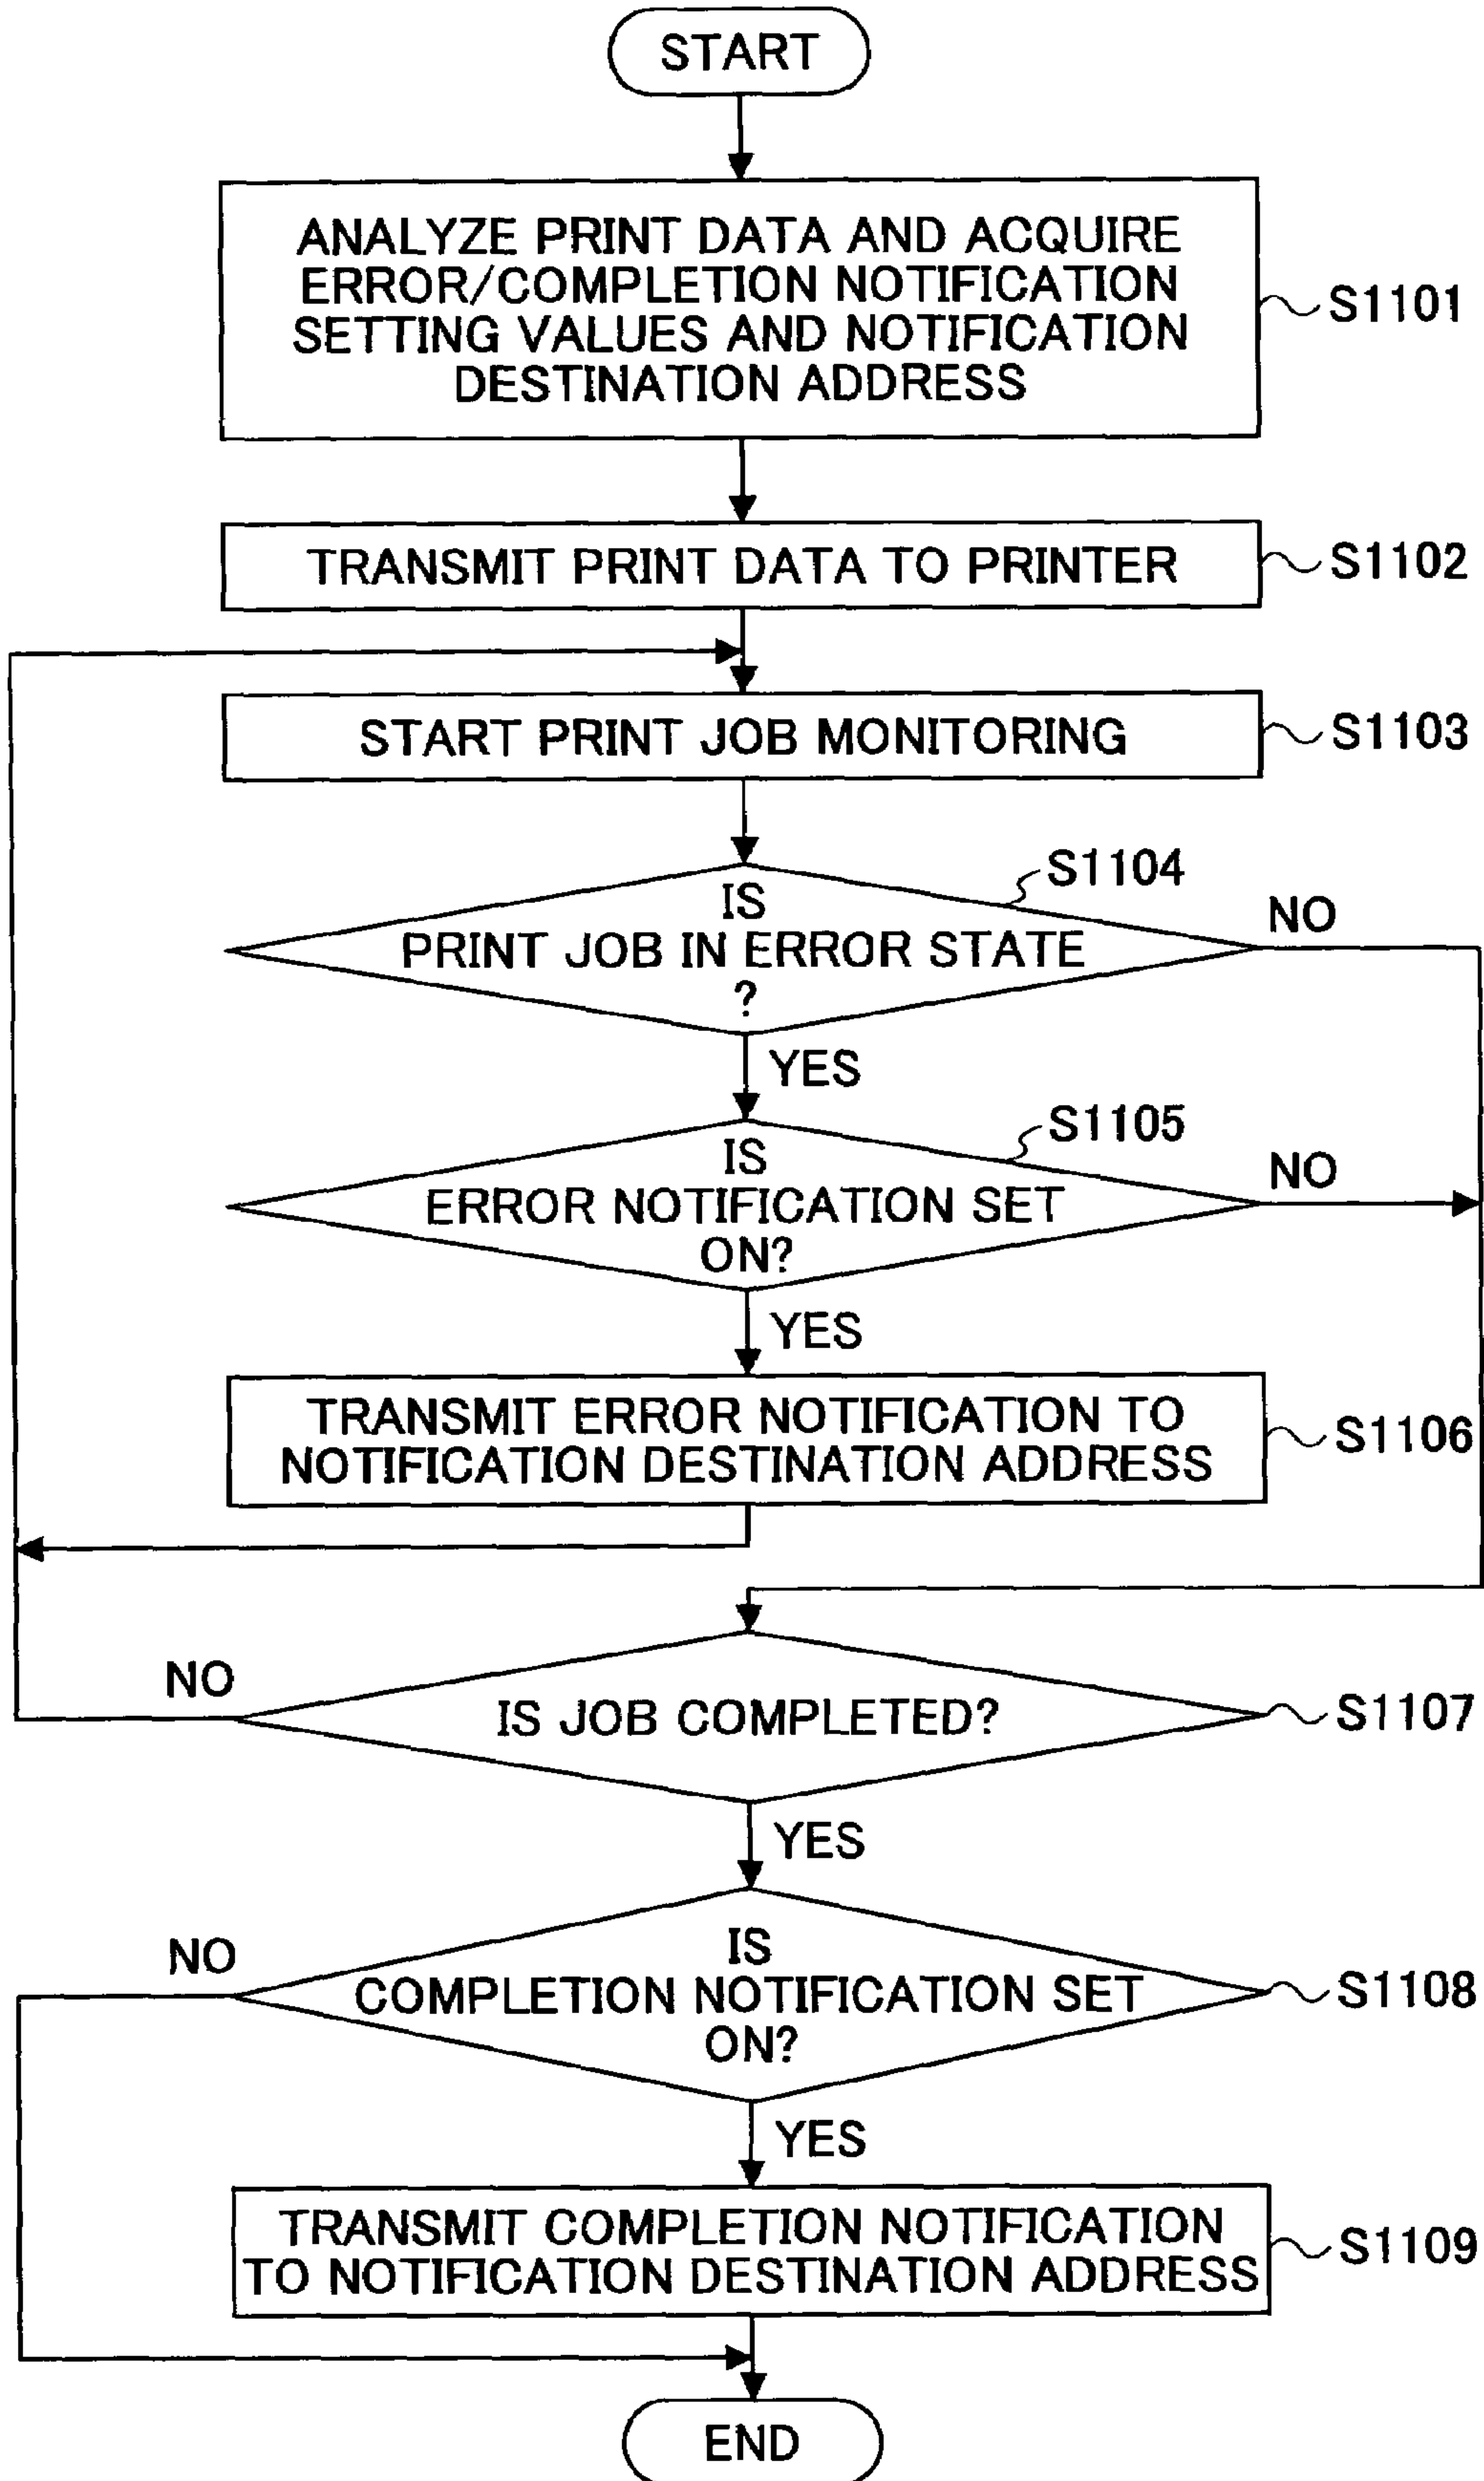 START
ANALYZE PRINT DATA AND ACQUIRE
ERROR/COMPLETION NOTIFICATION
SETTING VALUES AND NOTIFICATION
DESTINATION ADDRESS
S1101
TRANSMIT PRINT DATA TO PRINTER
S1102
START PRINT JOB MONITORING
S1103
S1104
IS
PRINT JOB IN ERROR STATE
?
NO
YES
S1105
IS
ERROR NOTIFICATION SET
ON?
NO
YES
TRANSMIT ERROR NOTIFICATION TO
NOTIFICATION DESTINATION ADDRESS
S1106
NO
IS JOB COMPLETED?
S1107
YES
NO
IS
COMPLETION NOTIFICATION SET
ON?
S1108
YES
TRANSMIT COMPLETION NOTIFICATION
TO NOTIFICATION DESTINATION ADDRESS
S1109
END